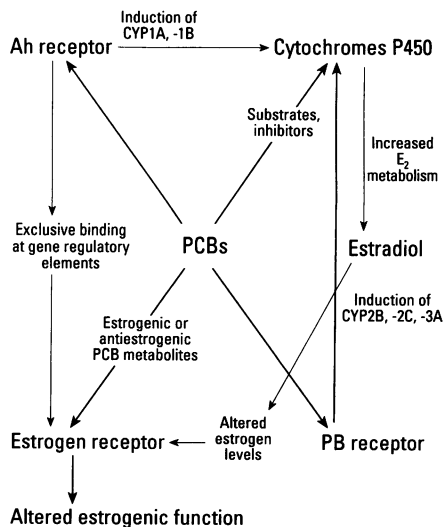 Induction of
CYP1A, -1B
Ah receptor
Cytochromes P450
Substrates,
inhibitors
Increased
E2
metabolism
Exclusive binding
at gene regulatory
elements
PCBs
Estradiol
Induction of
CYP2B, -2C, -3A
Estrogenic or
antiestrogenic
PCB metabolites
Altered
estrogen
levels
Estrogen receptor
PB receptor
Altered estrogenic function